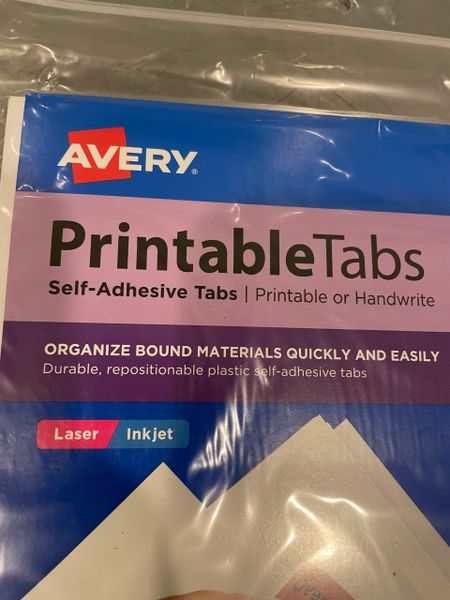 AVERY®
PrintableTabs
Self-Adhesive Tabs | Printable or Handwrite
ORGANIZE BOUND MATERIALS QUICKLY AND EASILY
Durable, repositionable plastic self-adhesive tabs
Laser / Inkjet
AVERY